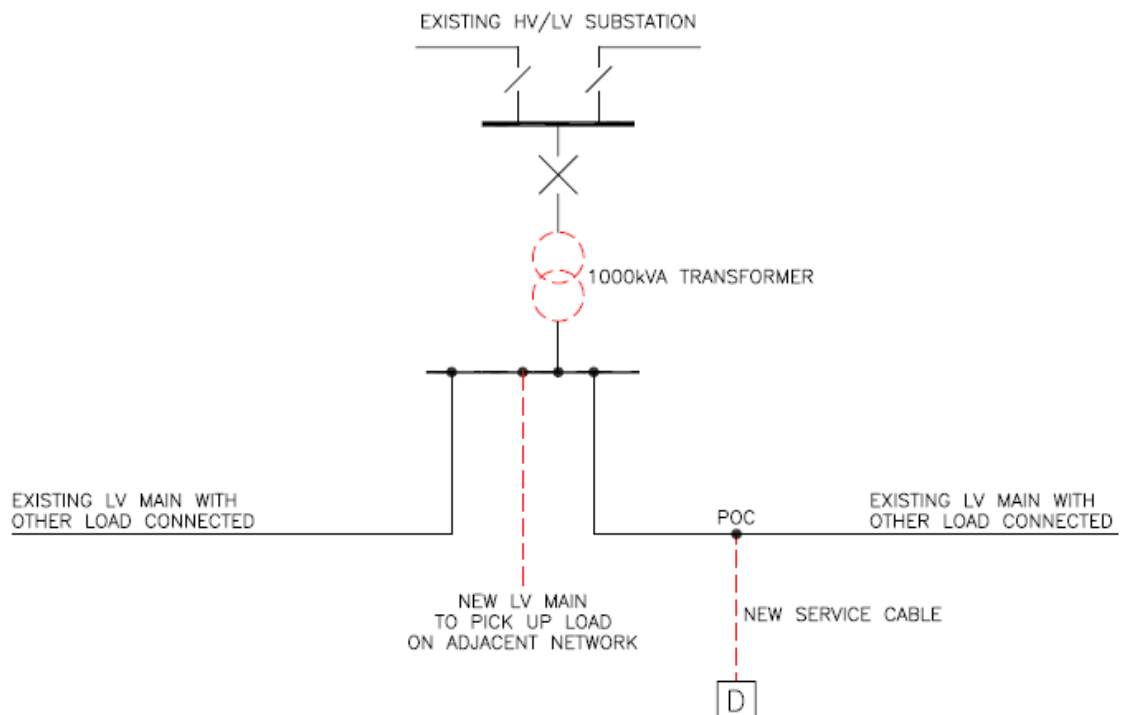 EXISTING HV/LV SUBSTATION
1000kVA TRANSFORMER
EXISTING LV MAIN WITH
OTHER LOAD CONNECTED
POC
EXISTING LV MAIN WITH
OTHER LOAD CONNECTED
NEW LV MAIN
TO PICK UP LOAD
ON ADJACENT NETWORK
NEW SERVICE CABLE
D